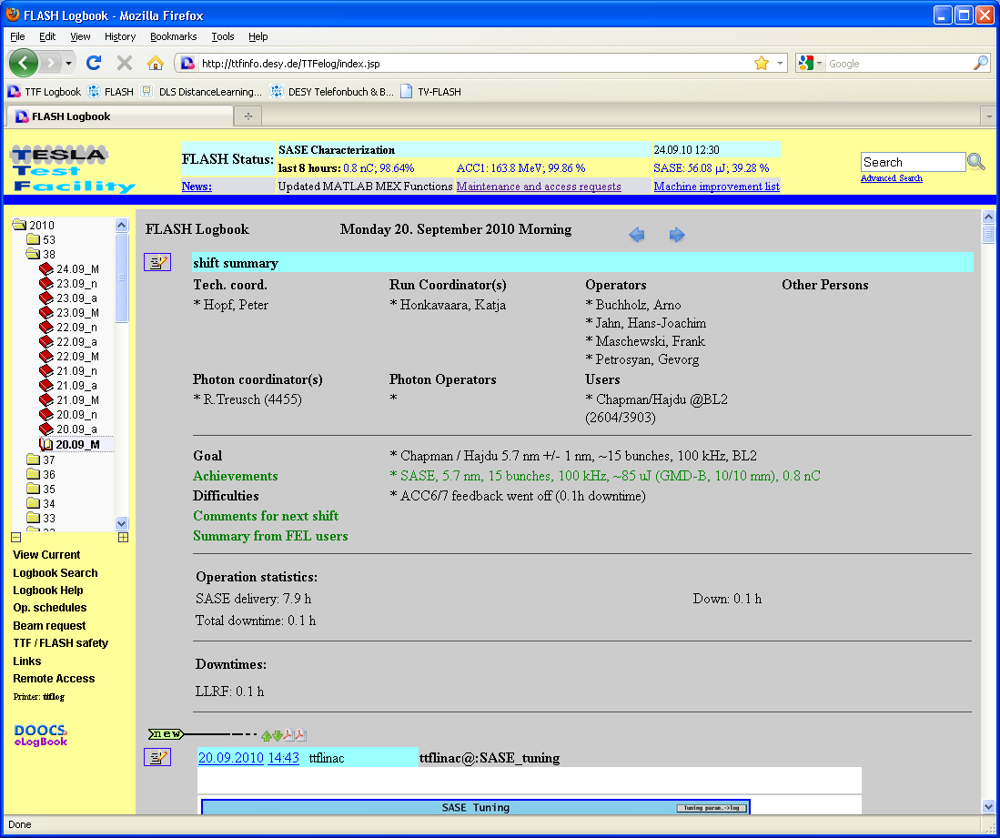 FLASH Logbook - Mozilla Firefox
File Edit View History Bookmarks Tools Help
http://ttfinfo.desy.de/TTFelog/index.jsp
Google
TTF Logbook FLASH DLS DistanceLearning... DESY Telefonbuch & B... TV-FLASH
FLASH Logbook
TESLA
Test
Facility
FLASH Status:
SASE Characterization 24.09.10 12:30
last 8 hours: 0.8 nC; 98.64% ACC1: 163.8 MeV; 99.86 % SASE: 56.08 µJ; 39.28 %
News: Updated MATLAB MEX Functions Maintenance and access requests Machine improvement list
Search
Advanced Search
2010
53
38
24.09_M
23.09_n
23.09_a
23.09_M
22.09_n
22.09_a
22.09_M
21.09_n
21.09_a
21.09_M
20.09_n
20.09_a
20.09_M
37
36
35
34
33
View Current
Logbook Search
Logbook Help
Op. schedules
Beam request
TTF / FLASH safety
Links
Remote Access
Printer: ttflog
DOOCS
eLogBook
FLASH Logbook Monday 20. September 2010 Morning
shift summary
Tech. coord. Run Coordinator(s) Operators Other Persons
* Hopf, Peter * Honkavaara, Katja * Buchholz, Arno
* Jahn, Hans-Joachim
* Maschewski, Frank
* Petrosyan, Gevorg
Photon coordinator(s) Photon Operators Users
* R.Treusch (4455) * * Chapman/Hajdu @BL2
(2604/3903)
Goal * Chapman / Hajdu 5.7 nm +/- 1 nm, ~15 bunches, 100 kHz, BL2
Achievements * SASE, 5.7 nm, 15 bunches, 100 kHz, ~85 uJ (GMD-B, 10/10 mm), 0.8 nC
Difficulties * ACC6/7 feedback went off (0.1h downtime)
Comments for next shift
Summary from FEL users
Operation statistics:
SASE delivery: 7.9 h Down: 0.1 h
Total downtime: 0.1 h
Downtimes:
LLRF: 0.1 h
new
20.09.2010 14:43 ttflinac ttflinac@:SASE_tuning
SASE Tuning Tuning param.->log
Done